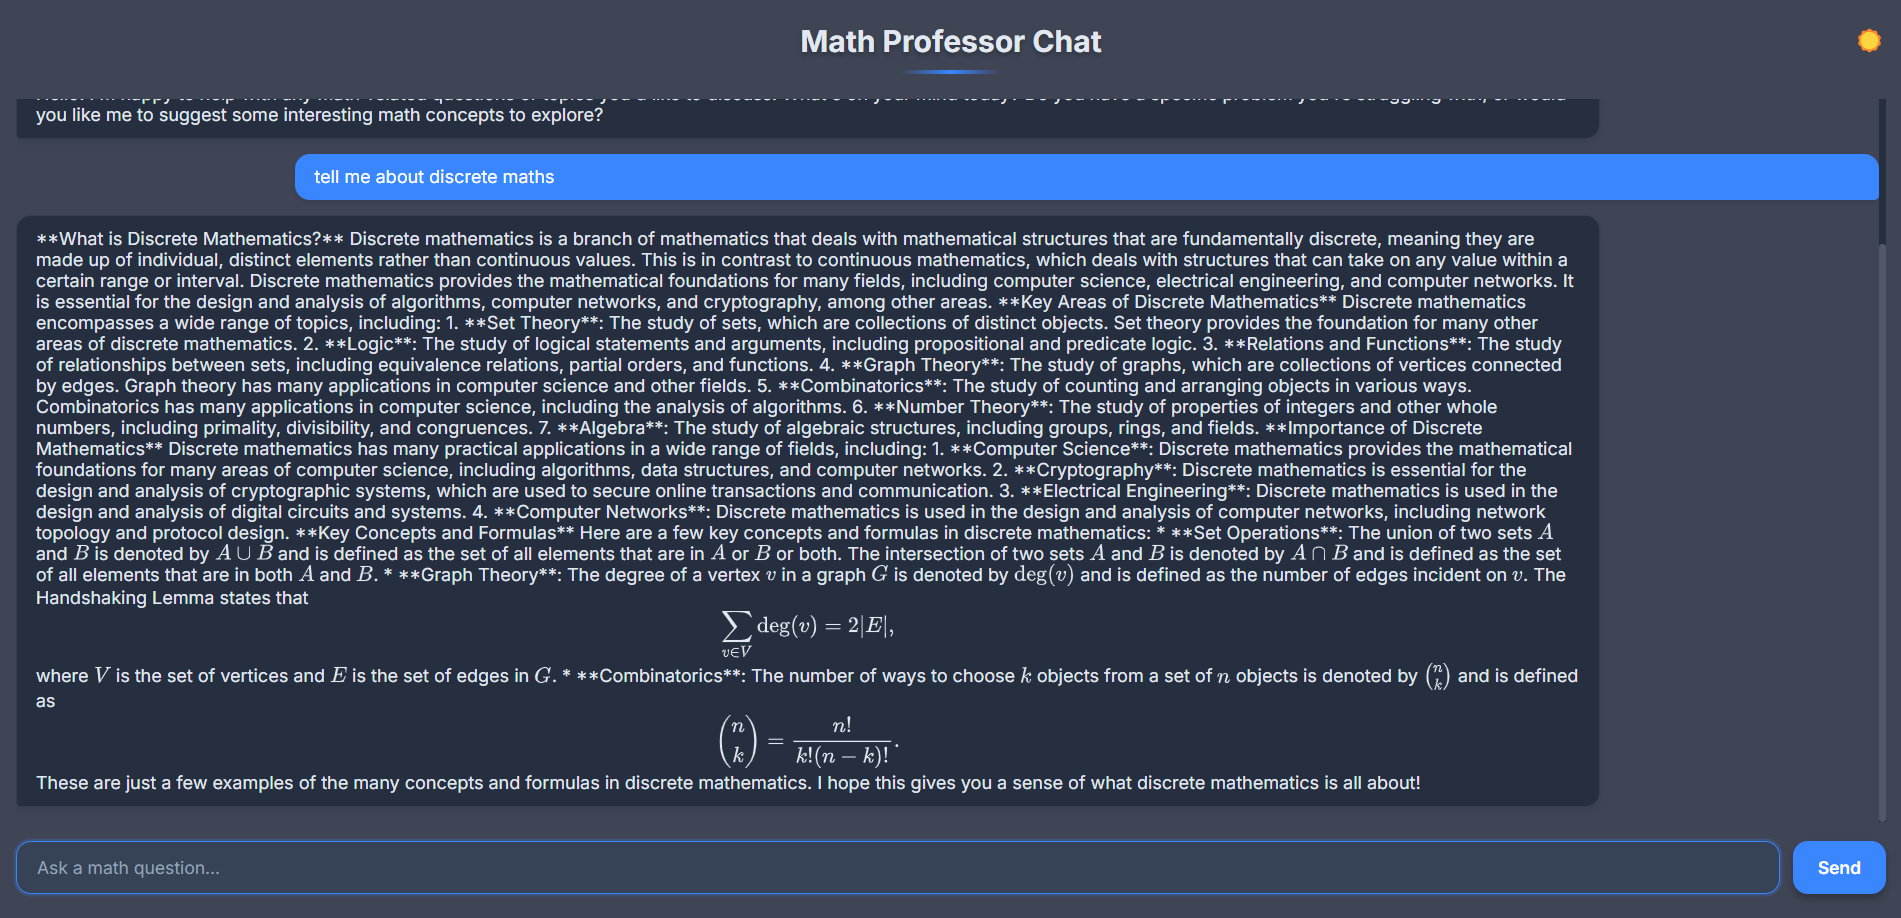 Math Professor Chat
you like me to suggest some interesting math concepts to explore?
tell me about discrete maths
**What is Discrete Mathematics?** Discrete mathematics is a branch of mathematics that deals with mathematical structures that are fundamentally discrete, meaning they are
made up of individual, distinct elements rather than continuous values. This is in contrast to continuous mathematics, which deals with structures that can take on any value within a
certain range or interval. Discrete mathematics provides the mathematical foundations for many fields, including computer science, electrical engineering, and computer networks. It
is essential for the design and analysis of algorithms, computer networks, and cryptography, among other areas. **Key Areas of Discrete Mathematics** Discrete mathematics
encompasses a wide range of topics, including: 1. **Set Theory**: The study of sets, which are collections of distinct objects. Set theory provides the foundation for many other
areas of discrete mathematics. 2. **Logic**: The study of logical statements and arguments, including propositional and predicate logic. 3. **Relations and Functions**: The study
of relationships between sets, including equivalence relations, partial orders, and functions. 4. **Graph Theory**: The study of graphs, which are collections of vertices connected
by edges. Graph theory has many applications in computer science and other fields. 5. **Combinatorics**: The study of counting and arranging objects in various ways.
Combinatorics has many applications in computer science, including the analysis of algorithms. 6. **Number Theory**: The study of properties of integers and other whole
numbers, including primality, divisibility, and congruences. 7. **Algebra**: The study of algebraic structures, including groups, rings, and fields. **Importance of Discrete
Mathematics** Discrete mathematics has many practical applications in a wide range of fields, including: 1. **Computer Science**: Discrete mathematics provides the mathematical
foundations for many areas of computer science, including algorithms, data structures, and computer networks. 2. **Cryptography**: Discrete mathematics is essential for the
design and analysis of cryptographic systems, which are used to secure online transactions and communication. 3. **Electrical Engineering**: Discrete mathematics is used in the
design and analysis of digital circuits and systems. 4. **Computer Networks**: Discrete mathematics is used in the design and analysis of computer networks, including network
topology and protocol design. **Key Concepts and Formulas** Here are a few key concepts and formulas in discrete mathematics: * **Set Operations**: The union of two sets A
and B is denoted by A ∪ B and is defined as the set of all elements that are in A or B or both. The intersection of two sets A and B is denoted by A ∩ B and is defined as the set
of all elements that are in both A and B. * **Graph Theory**: The degree of a vertex v in a graph G is denoted by deg(v) and is defined as the number of edges incident on v. The
Handshaking Lemma states that
∑_{v∈V} deg(v) = 2|E|,
where V is the set of vertices and E is the set of edges in G. * **Combinatorics**: The number of ways to choose k objects from a set of n objects is denoted by \binom{n}{k} and is defined
as
\binom{n}{k} = \frac{n!}{k!(n − k)!}.
These are just a few examples of the many concepts and formulas in discrete mathematics. I hope this gives you a sense of what discrete mathematics is all about!
Ask a math question...
Send